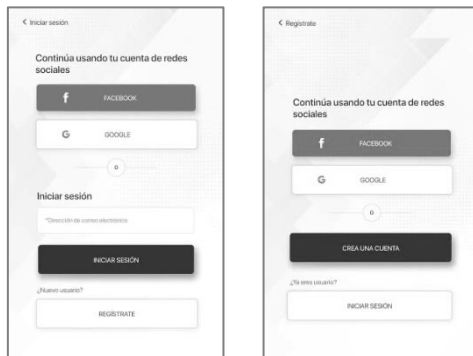 Iniciar sesión
Continúa usando tu cuenta de redes
sociales
FACEBOOK
GOOGLE
O
Iniciar sesión
*Dirección de correo electrónico
INICIAR SESIÓN
¿Nuevo usuario?
REGÍSTRATE
Regístrate
Continúa usando tu cuenta de redes
sociales
FACEBOOK
GOOGLE
O
CREA UNA CUENTA
¿Ya eres usuario?
INICIAR SESIÓN